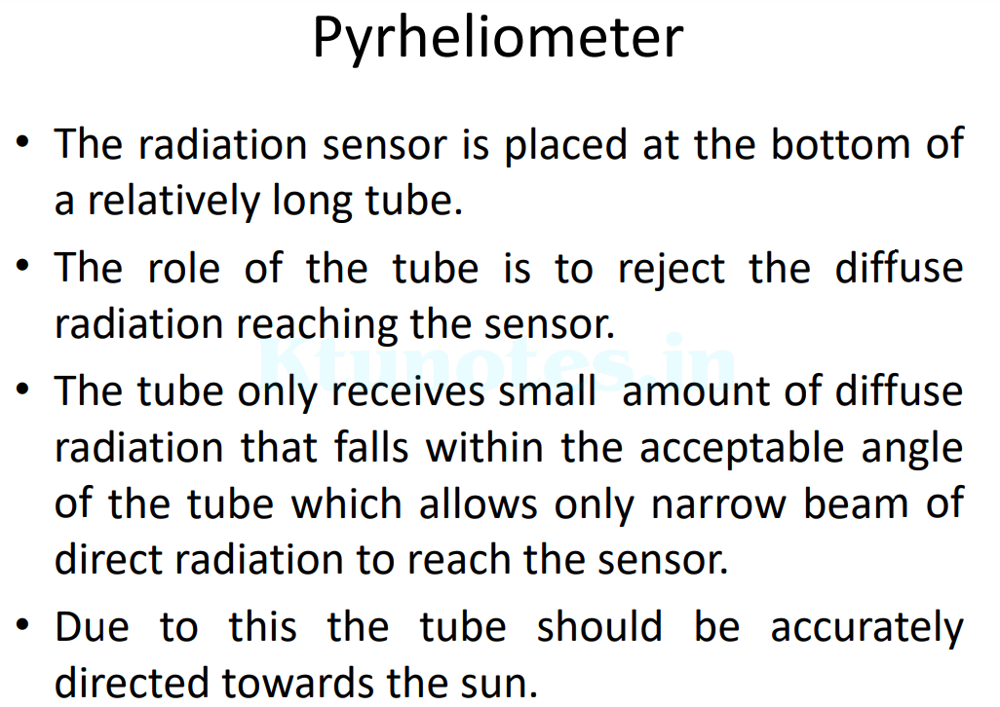 Pyrheliometer
• The radiation sensor is placed at the bottom of
a relatively long tube.
• The role of the tube is to reject the diffuse
radiation reaching the sensor.
Ktunotes.in
• The tube only receives small amount of diffuse
radiation that falls within the acceptable angle
of the tube which allows only narrow beam of
direct radiation to reach the sensor.
• Due to this the tube should be accurately
directed towards the sun.